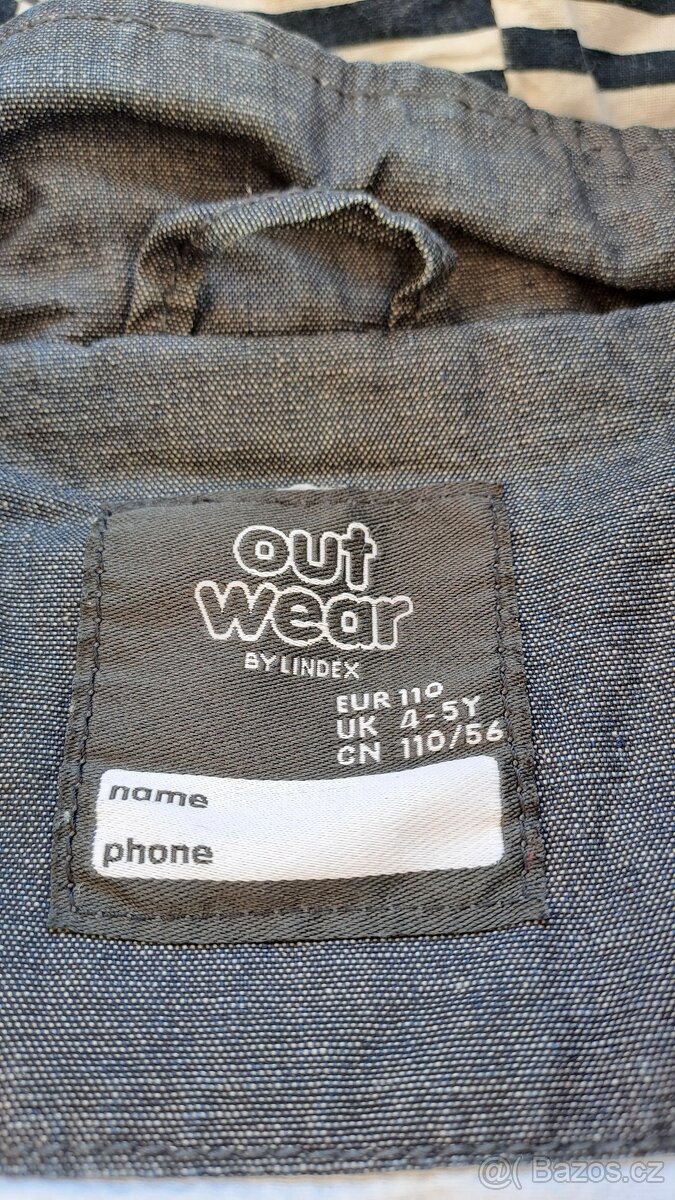 out
wear
BY LINDEX
EUR 110
UK 4-5Y
CN 110/56
name
phone
@ Bazos.cz